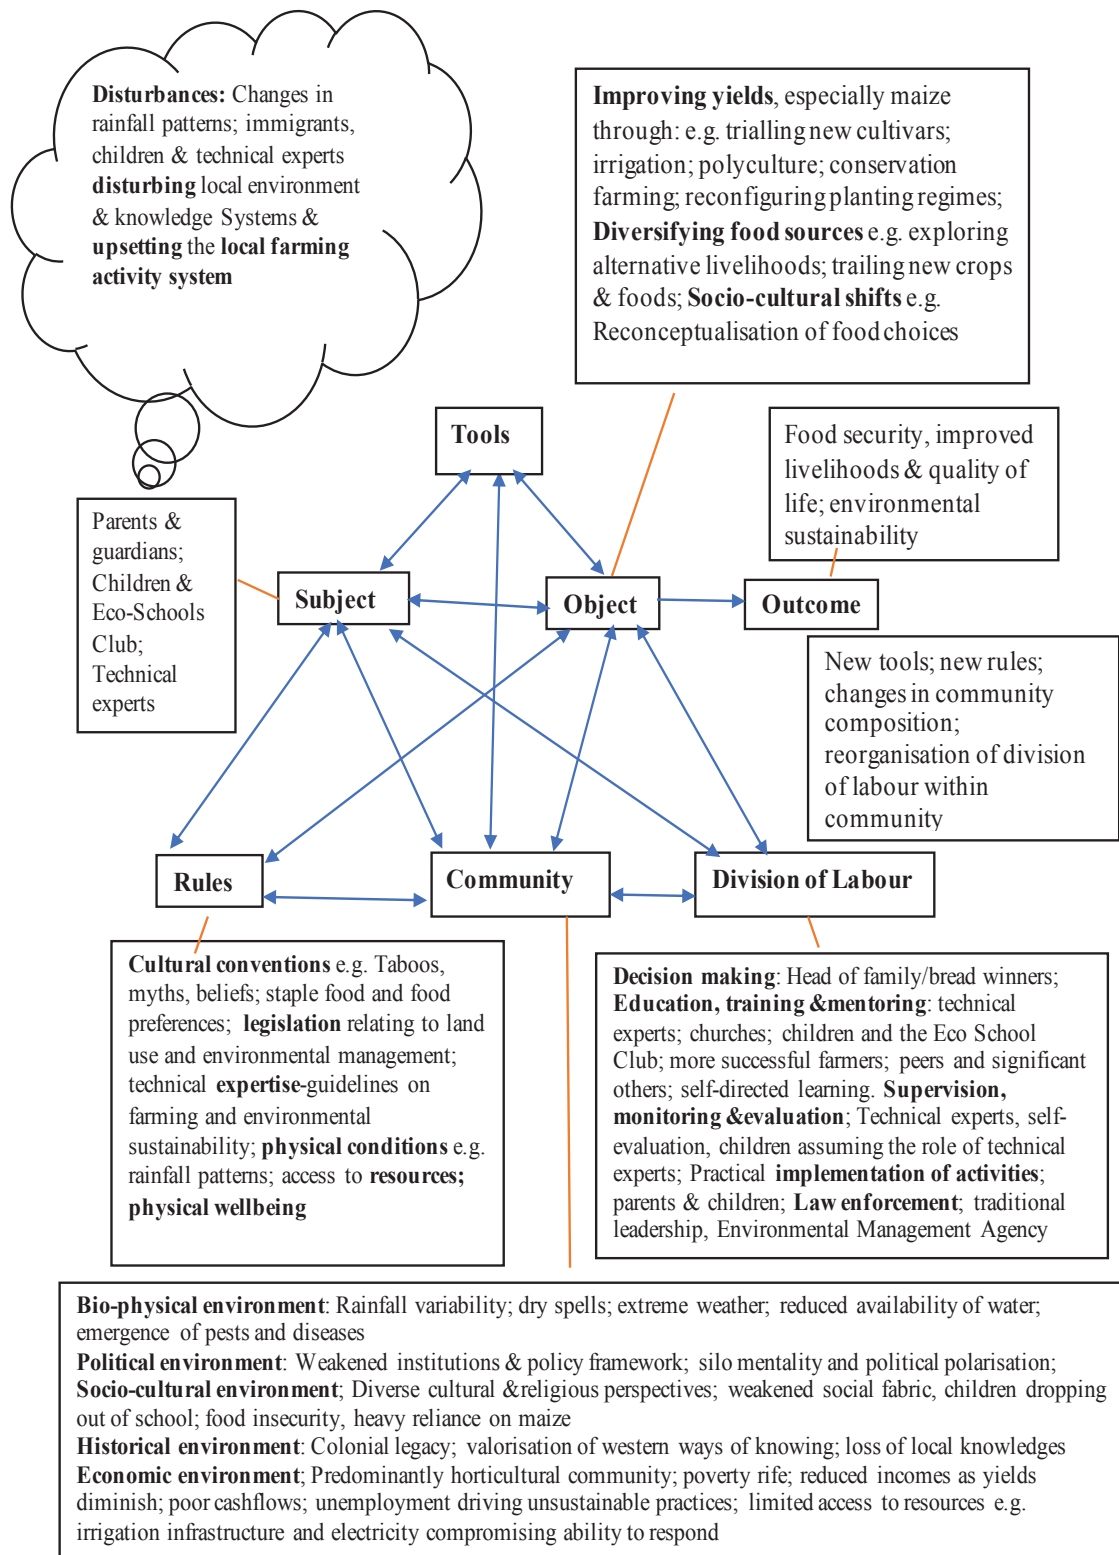 Disturbances: Changes in
rainfall patterns; immigrants,
children & technical experts
disturbing local environment
& knowledge Systems &
upsetting the local farming
activity system
Improving yields, especially maize
through: e.g. trialling new cultivars;
irrigation; polyculture; conservation
farming; reconfiguring planting regimes;
Diversifying food sources e.g. exploring
alternative livelihoods; trailing new crops
& foods; Socio-cultural shifts e.g.
Reconceptualisation of food choices
Tools
Food security, improved
livelihoods & quality of
life; environmental
sustainability
Parents &
guardians;
Children &
Eco-Schools
Club;
Technical
experts
Subject
Object
Outcome
New tools; new rules;
changes in community
composition;
reorganisation of division
of labour within
community
Rules
Community
Division of Labour
Cultural conventions e.g. Taboos,
myths, beliefs; staple food and food
preferences; legislation relating to land
use and environmental management;
technical expertise-guidelines on
farming and environmental
sustainability; physical conditions e.g.
rainfall patterns; access to resources;
physical wellbeing
Decision making: Head of family/bread winners;
Education, training &mentoring: technical
experts; churches; children and the Eco School
Club; more successful farmers; peers and significant
others; self-directed learning. Supervision,
monitoring &evaluation; Technical experts, self-
evaluation, children assuming the role of technical
experts; Practical implementation of activities;
parents & children; Law enforcement; traditional
leadership, Environmental Management Agency
Bio-physical environment: Rainfall variability; dry spells; extreme weather; reduced availability of water;
emergence of pests and diseases
Political environment: Weakened institutions & policy framework; silo mentality and political polarisation;
Socio-cultural environment; Diverse cultural &religious perspectives; weakened social fabric, children dropping
out of school; food insecurity, heavy reliance on maize
Historical environment: Colonial legacy; valorisation of western ways of knowing; loss of local knowledges
Economic environment; Predominantly horticultural community; poverty rife; reduced incomes as yields
diminish; poor cashflows; unemployment driving unsustainable practices; limited access to resources e.g.
irrigation infrastructure and electricity compromising ability to respond